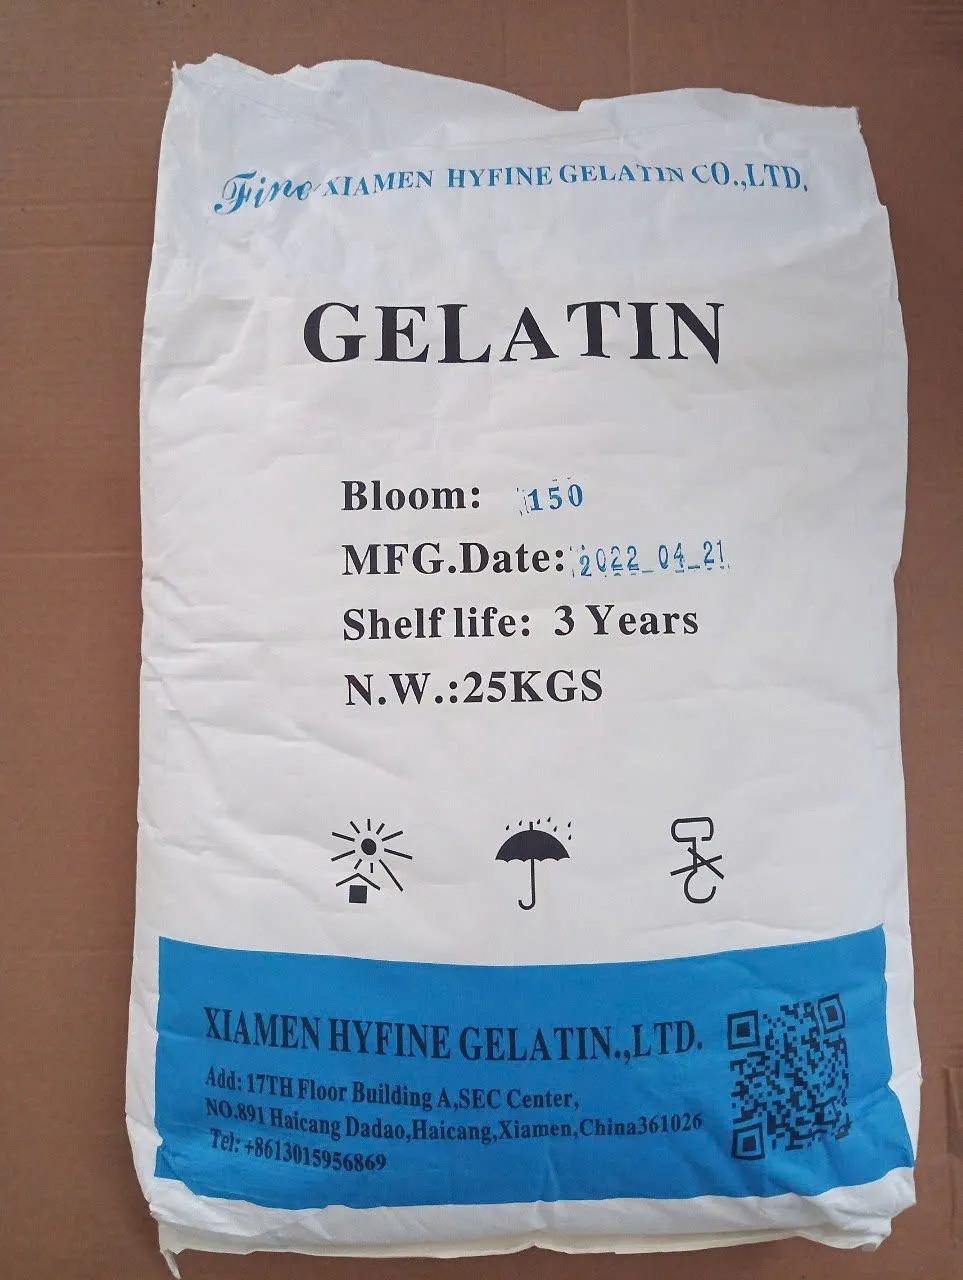 Fine XIAMEN HYFINE GELATIN CO.,LTD.
GELATIN
Bloom: 150
MFG.Date: 2022_04_21
Shelf life: 3 Years
N.W.:25KGS
XIAMEN HYFINE GELATIN.,LTD.
Add: 17TH Floor Building A,SEC Center,
NO.891 Haicang Dadao,Haicang,Xiamen,China361026
Tel: +8613015956869